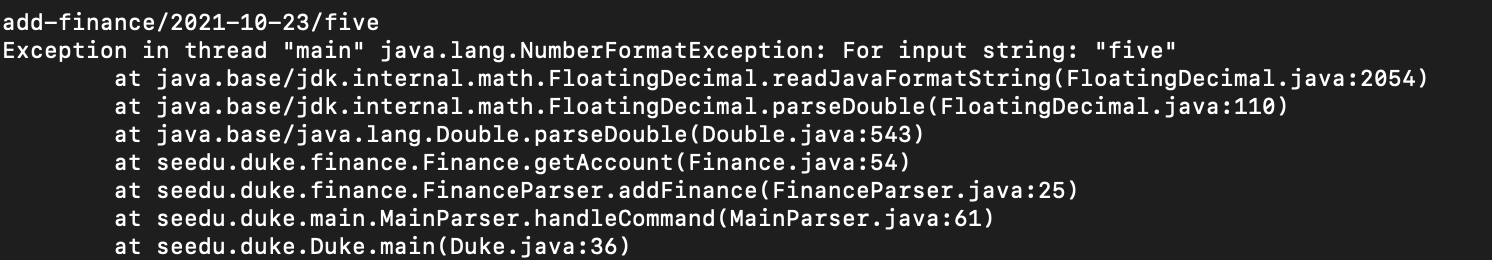 add-finance/2021-10-23/five
Exception in thread "main" java.lang.NumberFormatException: For input string: "five"
        at java.base/jdk.internal.math.FloatingDecimal.readJavaFormatString(FloatingDecimal.java:2054)
        at java.base/jdk.internal.math.FloatingDecimal.parseDouble(FloatingDecimal.java:110)
        at java.base/java.lang.Double.parseDouble(Double.java:543)
        at seedu.duke.finance.Finance.getAccount(Finance.java:54)
        at seedu.duke.finance.FinanceParser.addFinance(FinanceParser.java:25)
        at seedu.duke.main.MainParser.handleCommand(MainParser.java:61)
        at seedu.duke.Duke.main(Duke.java:36)